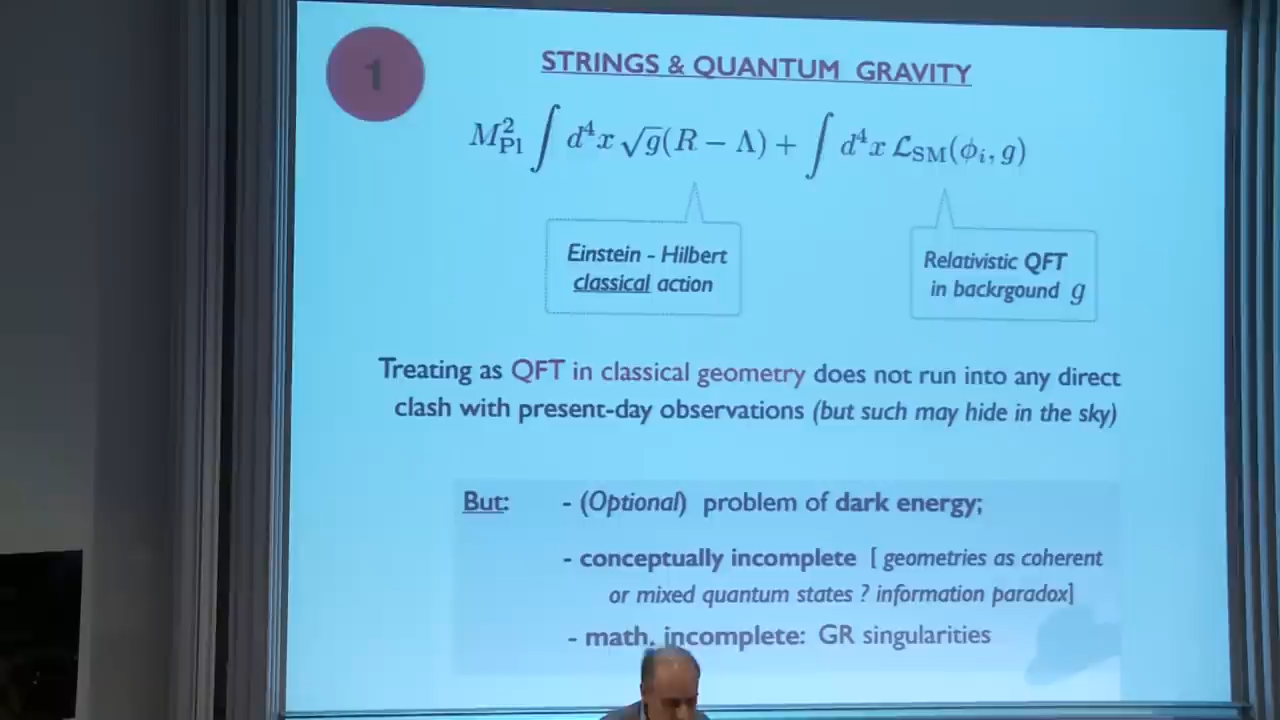 1
STRINGS & QUANTUM GRAVITY
M²_Pl ∫ d⁴x √g(R − Λ) + ∫ d⁴x ℒ_SM(ϕᵢ, g)
Einstein - Hilbert
classical action
Relativistic QFT
in backrgound g
Treating as QFT in classical geometry does not run into any direct
clash with present-day observations (but such may hide in the sky)
But: - (Optional) problem of dark energy;
- conceptually incomplete [ geometries as coherent
or mixed quantum states ? information paradox]
- math. incomplete: GR singularities